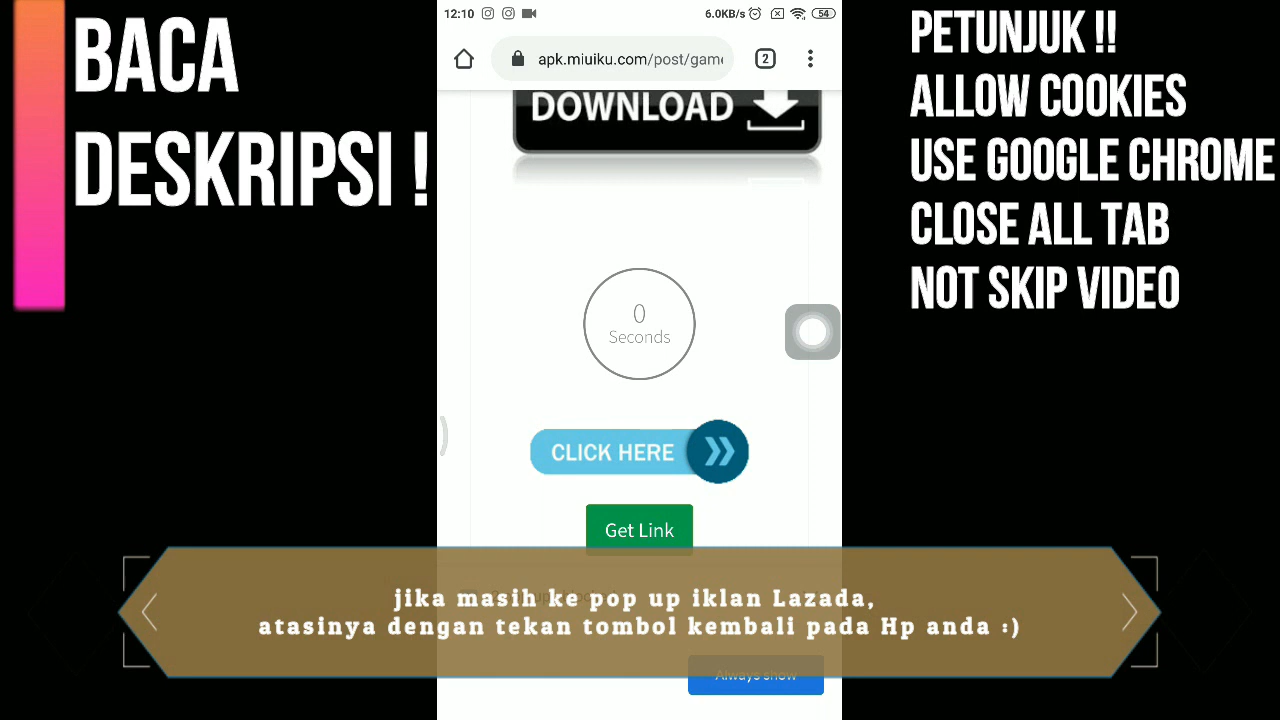 BACA
DESKRIPSI !
12:10
6.0KB/s
54
apk.miuiku.com/post/game
2
DOWNLOAD
0
Seconds
CLICK HERE
Get Link
Always show
PETUNJUK !!
ALLOW COOKIES
USE GOOGLE CHROME
CLOSE ALL TAB
NOT SKIP VIDEO
jika masih ke pop up iklan Lazada,
atasinya dengan tekan tombol kembali pada Hp anda :)